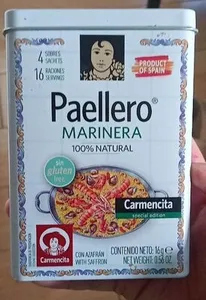 4 SOBRES
SACHETS
16 RACIONES
SERVINGS
PRODUCT
OF SPAIN
Paellero®
MARINERA
100% NATURAL
Sin
gluten
free
Carmencita
special edition
Carmencita
CON AZAFRÁN
WITH SAFFRON
CONTENIDO NETO: 16g ℮
NET WEIGHT: 0.56 OZ